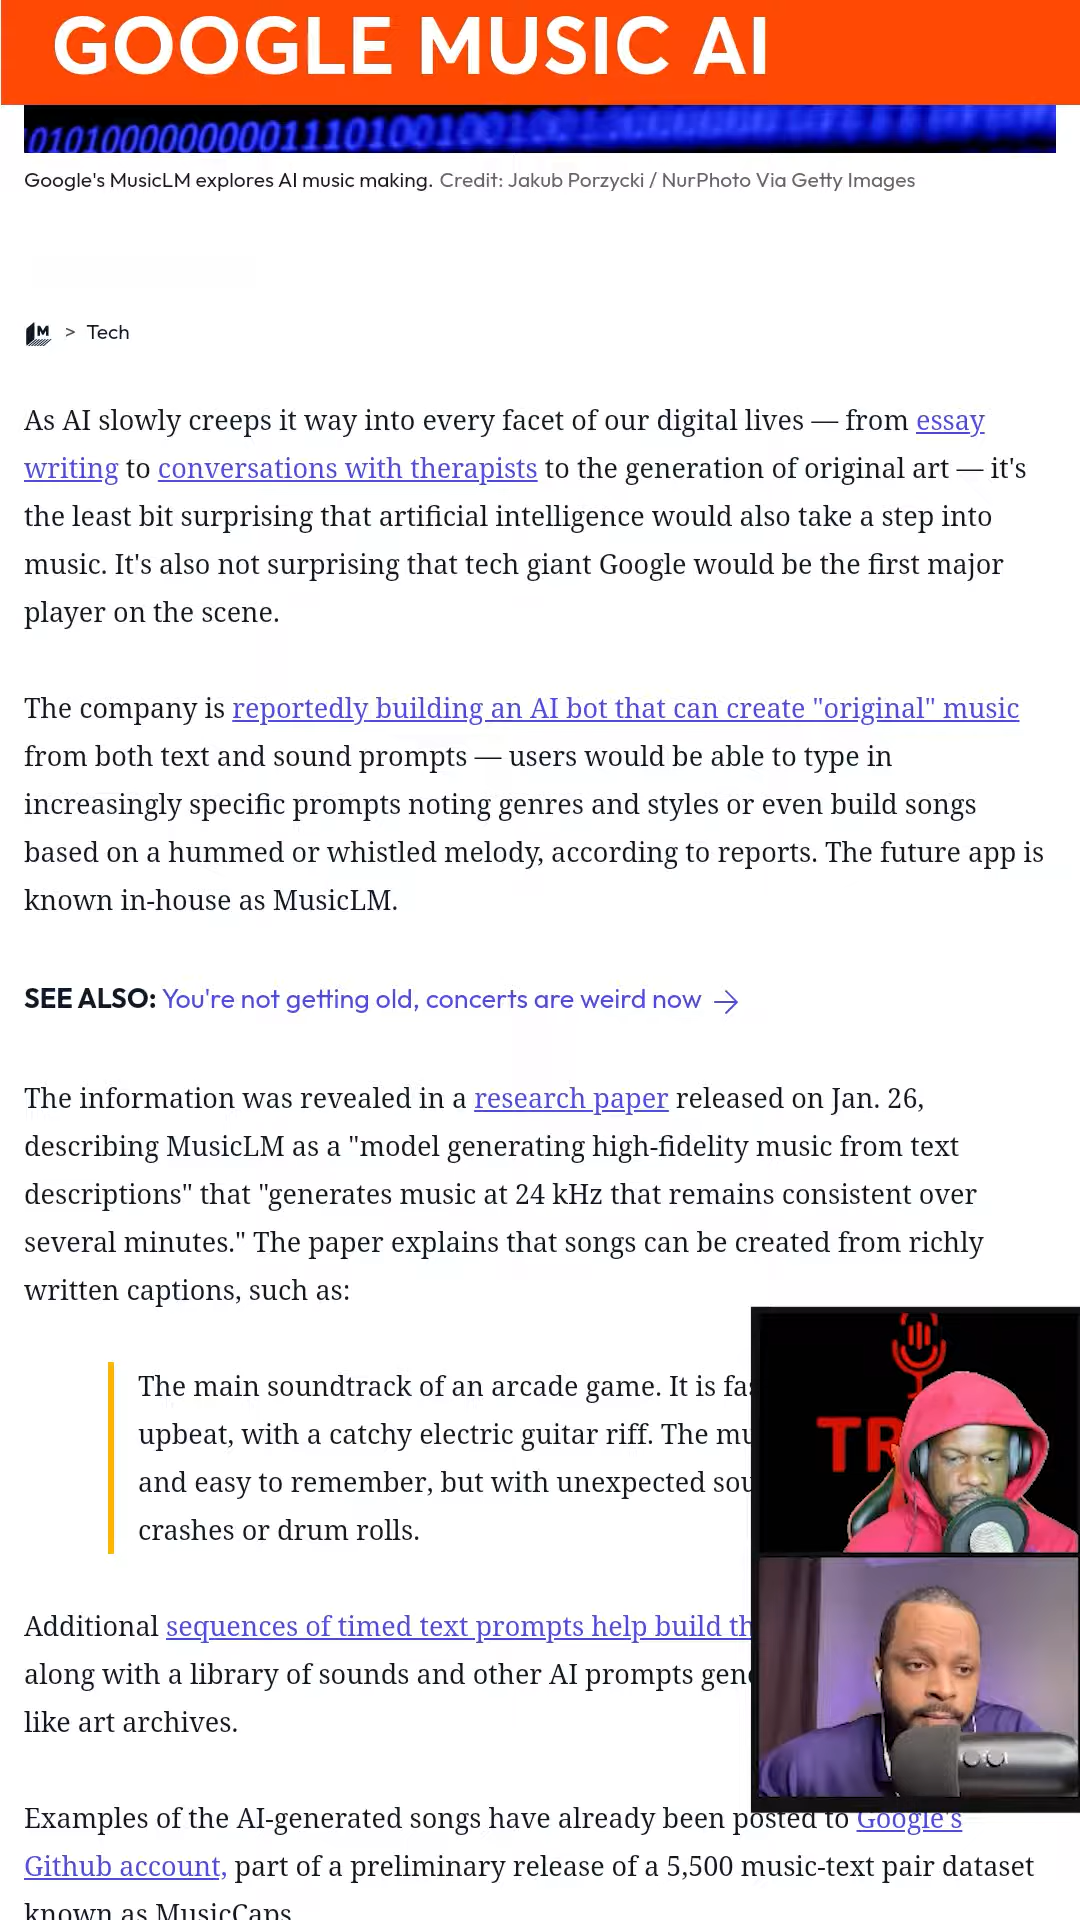 GOOGLE MUSIC AI
0101000000000111010010010010
Google's MusicLM explores AI music making. Credit: Jakub Porzycki / NurPhoto Via Getty Images
M > Tech
As AI slowly creeps it way into every facet of our digital lives — from essay
writing to conversations with therapists to the generation of original art — it's
the least bit surprising that artificial intelligence would also take a step into
music. It's also not surprising that tech giant Google would be the first major
player on the scene.
The company is reportedly building an AI bot that can create "original" music
from both text and sound prompts — users would be able to type in
increasingly specific prompts noting genres and styles or even build songs
based on a hummed or whistled melody, according to reports. The future app is
known in-house as MusicLM.
SEE ALSO: You're not getting old, concerts are weird now →
The information was revealed in a research paper released on Jan. 26,
describing MusicLM as a "model generating high-fidelity music from text
descriptions" that "generates music at 24 kHz that remains consistent over
several minutes." The paper explains that songs can be created from richly
written captions, such as:
The main soundtrack of an arcade game. It is fas
upbeat, with a catchy electric guitar riff. The mu
and easy to remember, but with unexpected sou
crashes or drum rolls.
TR
Additional sequences of timed text prompts help build th
along with a library of sounds and other AI prompts gene
like art archives.
Examples of the AI-generated songs have already been posted to Google's
Github account, part of a preliminary release of a 5,500 music-text pair dataset
known as MusicCaps